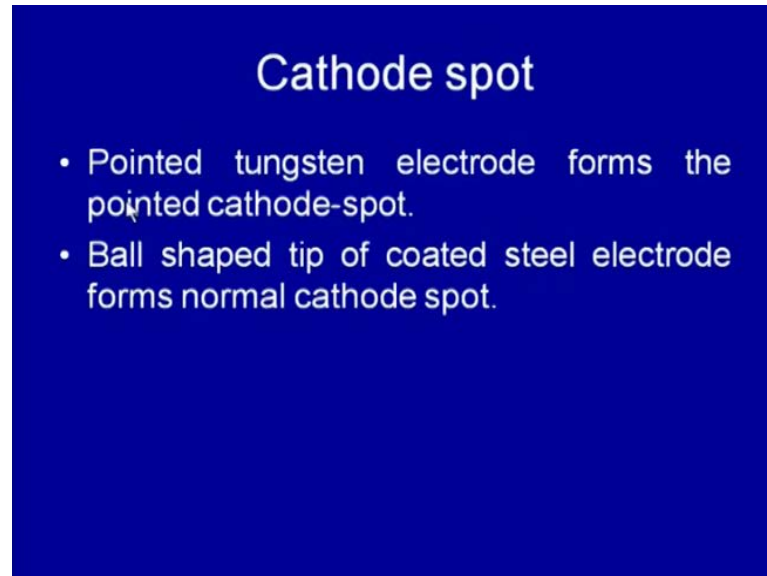 Cathode spot
• Pointed tungsten electrode forms the
pointed cathode-spot.
• Ball shaped tip of coated steel electrode
forms normal cathode spot.